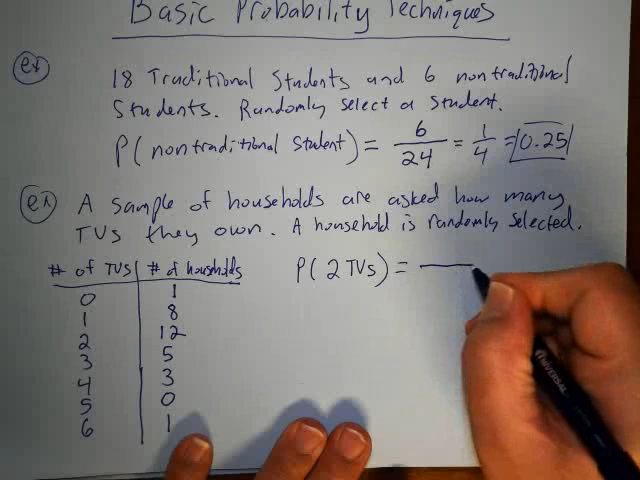 Basic Probability Techniques
ex
18 Traditional Students and 6 nontraditional
Students. Randomly select a student.
P(nontraditional student) = 6/24 = 1/4 = 0.25
ex A sample of households are asked how many
TVs they own. A household is randomly selected.
# of TVs # of households P(2 TVs) =
0 1
1 8
2 12
3 5
4 3
5 0
6 1
UNIVERSAL